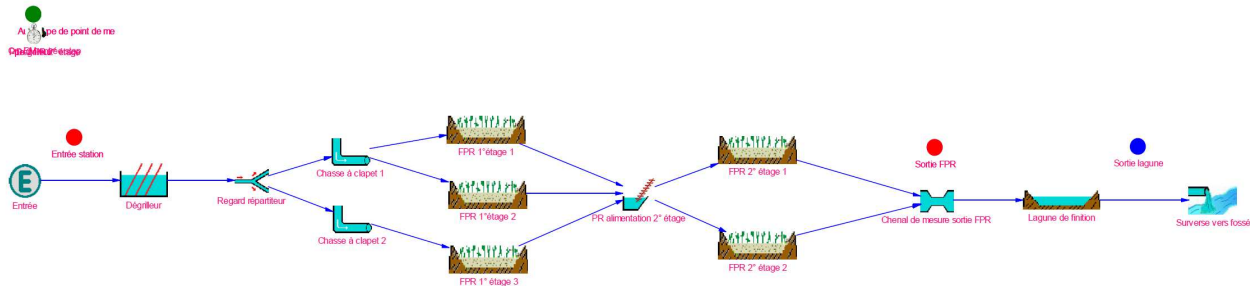 Entrée station
FPR 1°étage 1
FPR 2° étage 1
Sortie FPR
Sortie lagune
E
Entrée
Dégrilleur
Regard répartiteur
Chasse à clapet 1
FPR 1°étage 2
PR alimentation 2° étage
Chenal de mesure sortie FPR
Lagune de finition
Surverse vers fossé
Chasse à clapet 2
FPR 1° étage 3
FPR 2° étage 2